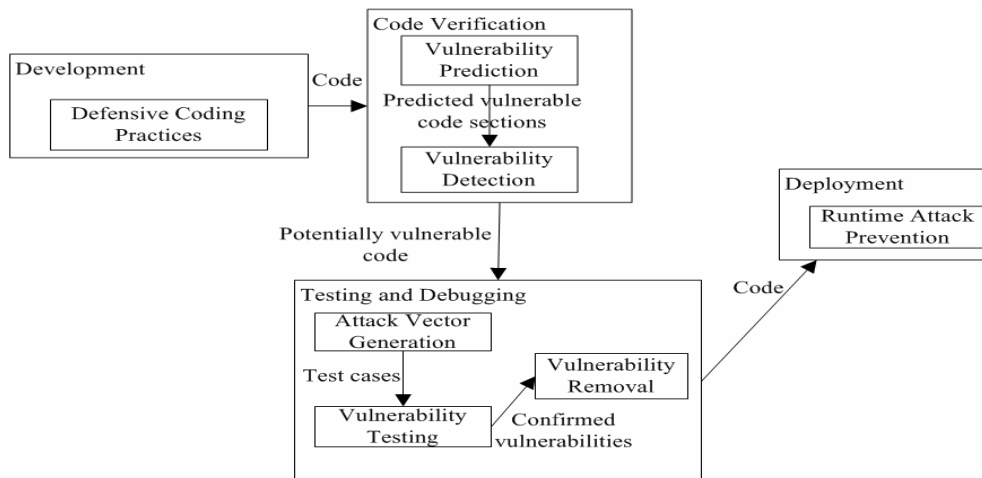 Development
Defensive Coding
Practices
Code
Code Verification
Vulnerability
Prediction
Predicted vulnerable
code sections
Vulnerability
Detection
Potentially vulnerable
code
Testing and Debugging
Attack Vector
Generation
Test cases
Vulnerability
Testing
Confirmed
vulnerabilities
Vulnerability
Removal
Code
Deployment
Runtime Attack
Prevention